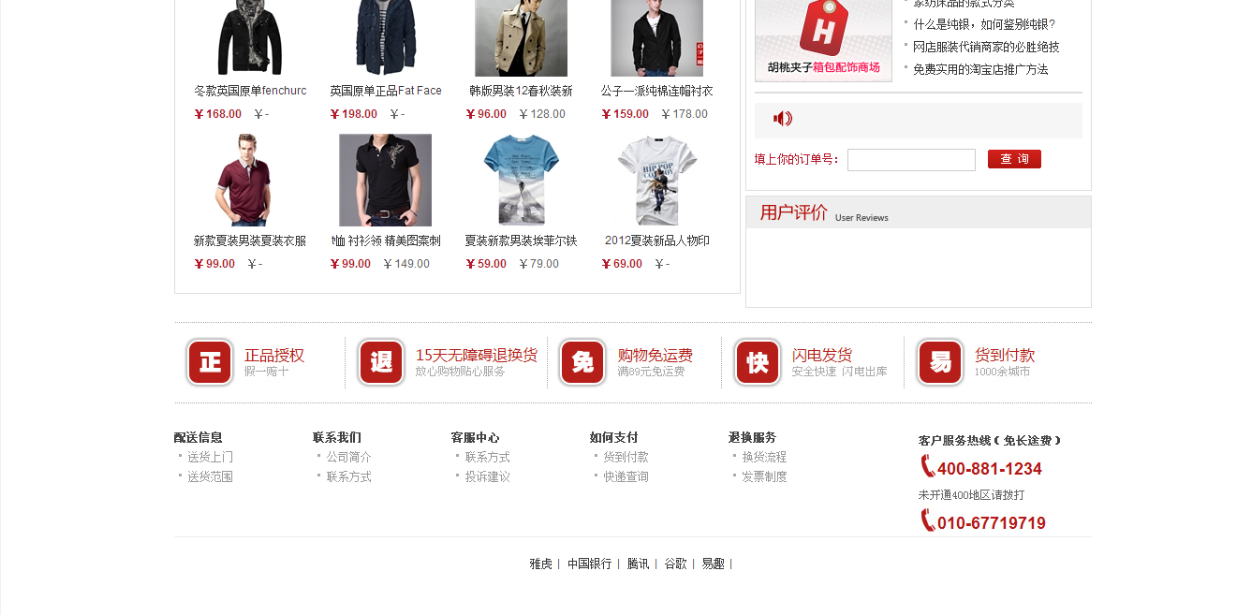 冬款英国原单fenchurc
英国原单正品Fat Face
韩版男装12春秋装新
公子一派纯棉连帽衬衣
¥ 168.00 ¥ -
¥ 198.00 ¥ -
¥ 96.00 ¥ 128.00
¥ 159.00 ¥ 178.00
新款夏装男装夏装衣服
恤 衬衫领 精美图案刺
夏装新款男装埃菲尔铁
2012夏装新品人物印
¥ 99.00 ¥ -
¥ 99.00 ¥ 149.00
¥ 59.00 ¥ 79.00
¥ 69.00 ¥ -
H
胡桃夹子箱包配饰商场
家纺床品的款式分类
什么是纯银，如何鉴别纯银?
网店服装代销商家的必胜绝技
免费实用的淘宝店推广方法
填上你的订单号：
查 询
用户评价 User Reviews
正 正品授权
假一赔十
退 15天无障碍退换货
放心购物贴心服务
免 购物免运费
满89元免运费
快 闪电发货
安全快速 闪电出库
易 货到付款
1000余城市
配送信息
送货上门
送货范围
联系我们
公司简介
联系方式
客服中心
联系方式
投诉建议
如何支付
货到付款
快递查询
退换服务
换货流程
发票制度
客户服务热线（免长途费）
400-881-1234
未开通400地区请拨打
010-67719719
雅虎 | 中国银行 | 腾讯 | 谷歌 | 易趣 |